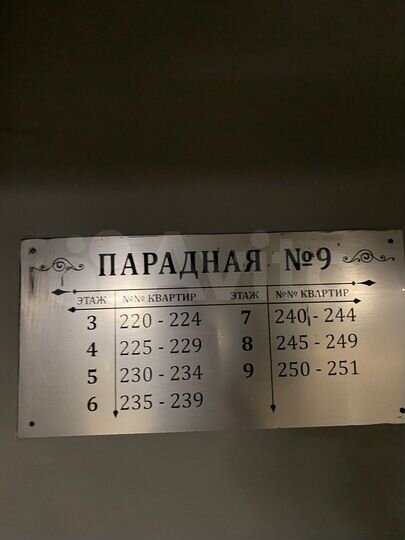 ПАРАДНАЯ №9
ЭТАЖ №№ КВАРТИР ЭТАЖ №№ КВАРТИР
3 220 - 224 7 240 - 244
4 225 - 229 8 245 - 249
5 230 - 234 9 250 - 251
6 235 - 239
Avito